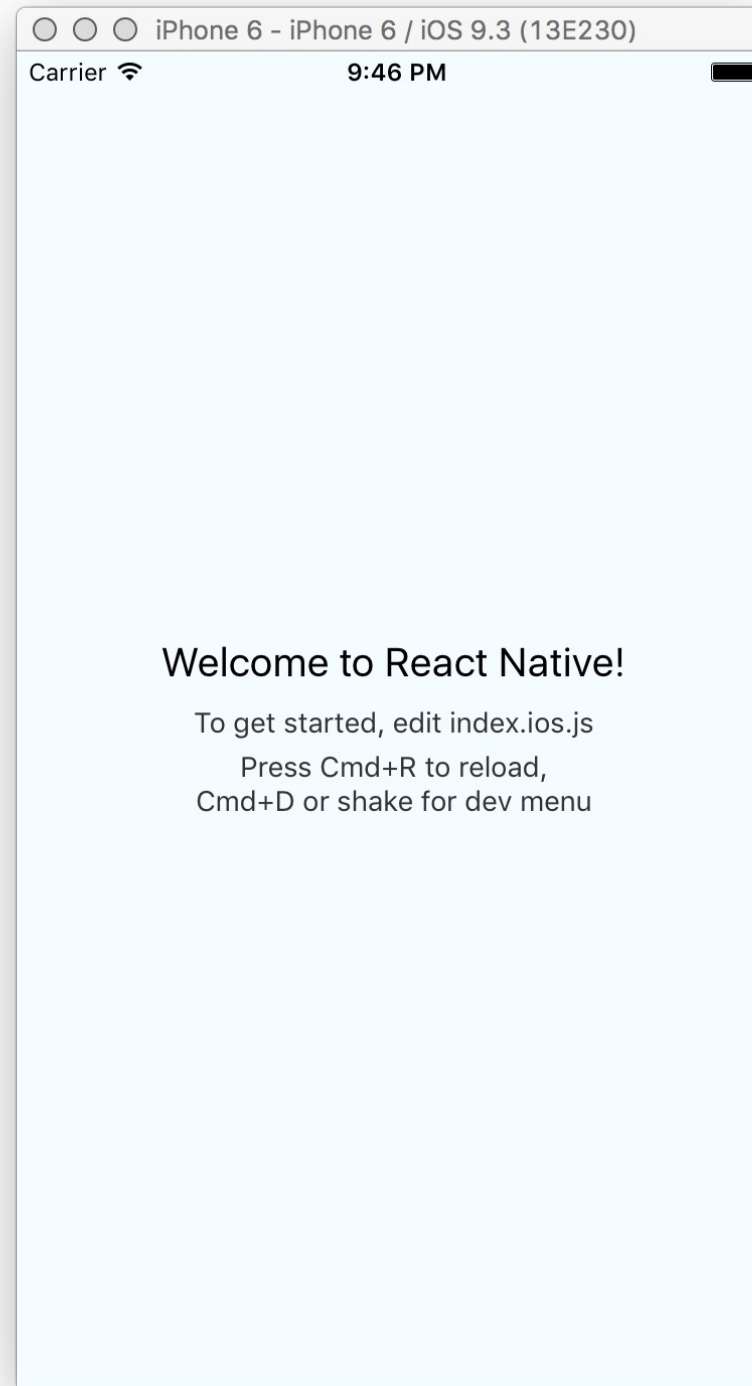 iPhone 6 - iPhone 6 / iOS 9.3 (13E230)
Carrier 9:46 PM
Welcome to React Native!
To get started, edit index.ios.js
Press Cmd+R to reload,
Cmd+D or shake for dev menu